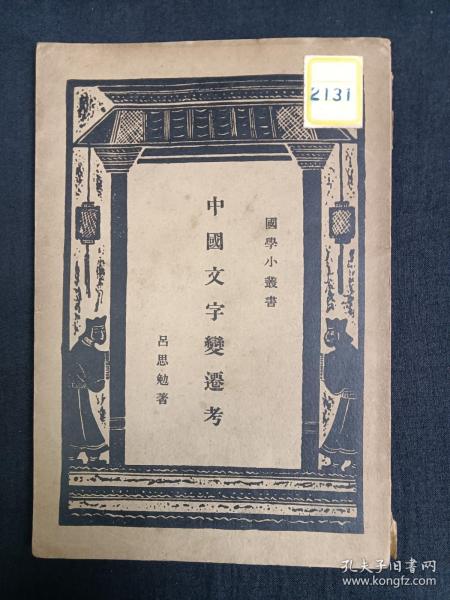 2131
國學小叢書
中國文字變遷考
呂思勉著
孔夫子旧书网
www.kongfz.com